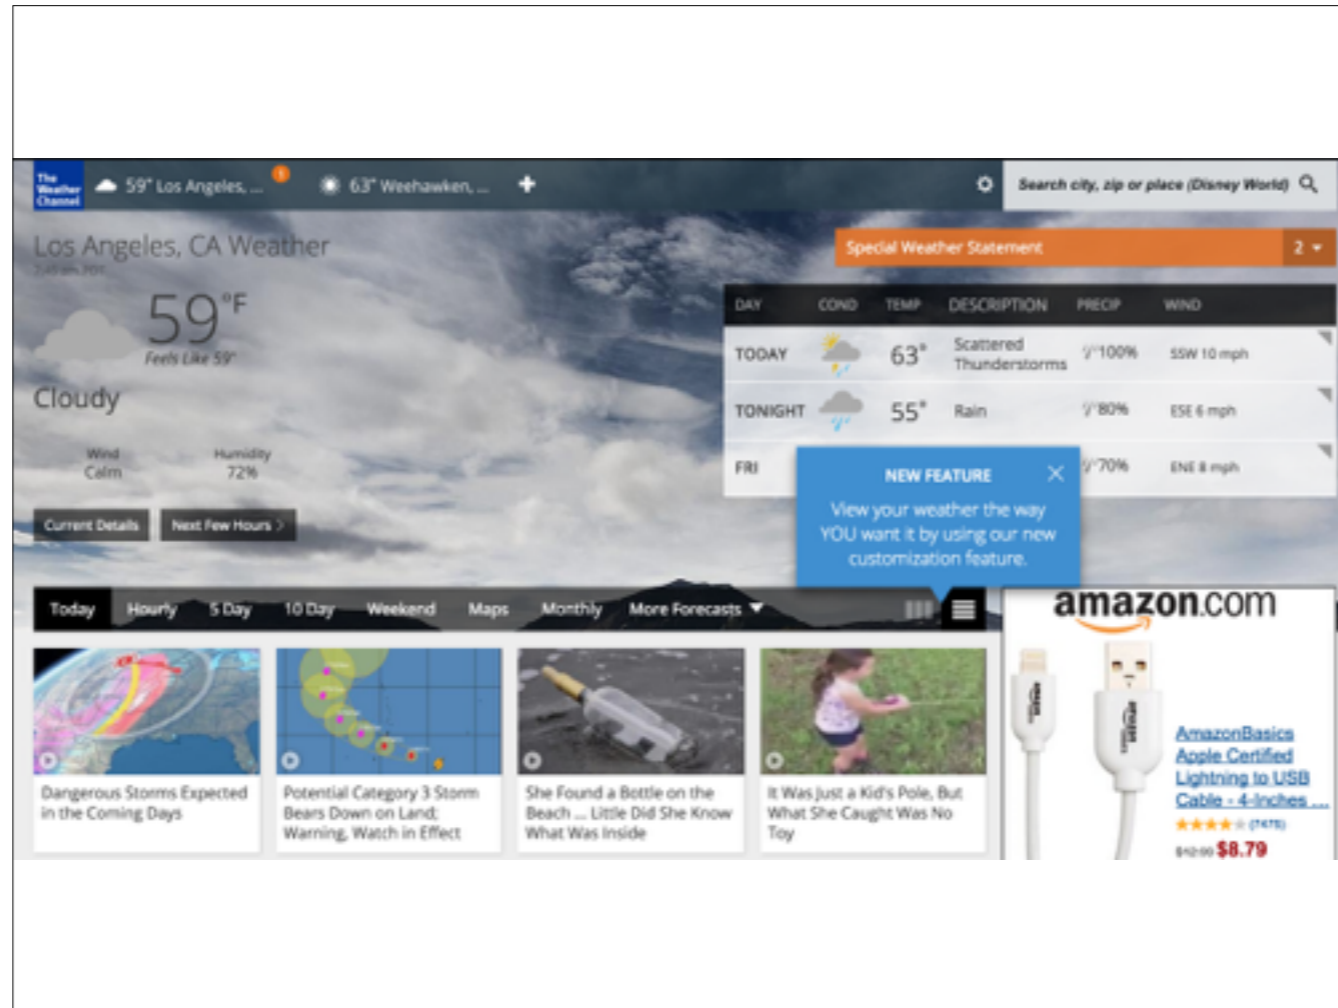 The
Weather
Channel
59° Los Angeles, ...
63° Weehawken, ...
Search city, zip or place (Disney World)
Los Angeles, CA Weather
59°F
Feels Like 59°
Cloudy
Wind
Calm
Humidity
72%
Current Details
Next Few Hours >
Special Weather Statement
2
DAY COND TEMP DESCRIPTION PRECIP WIND
TODAY 63° Scattered Thunderstorms 100% SSW 10 mph
TONIGHT 55° Rain 80% ESE 6 mph
FRI 70% ENE 8 mph
NEW FEATURE
View your weather the way
YOU want it by using our new
customization feature.
Today Hourly 5 Day 10 Day Weekend Maps Monthly More Forecasts
Dangerous Storms Expected
in the Coming Days
Potential Category 3 Storm
Bears Down on Land;
Warning, Watch in Effect
She Found a Bottle on the
Beach ... Little Did She Know
What Was Inside
It Was Just a Kid's Pole, But
What She Caught Was No
Toy
amazon.com
AmazonBasics
Apple Certified
Lightning to USB
Cable - 4-Inches ...
(7475)
$8.79